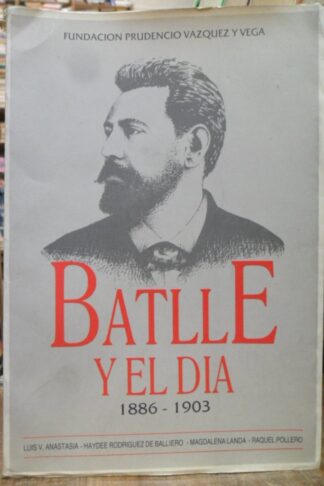 FUNDACION PRUDENCIO VAZQUEZ Y VEGA
BATLLE
Y EL DIA
1886 - 1903
LUIS V. ANASTASIA - HAYDEE RODRIGUEZ DE BALLIERO - MAGDALENA LANDA - RAQUEL POLLERO